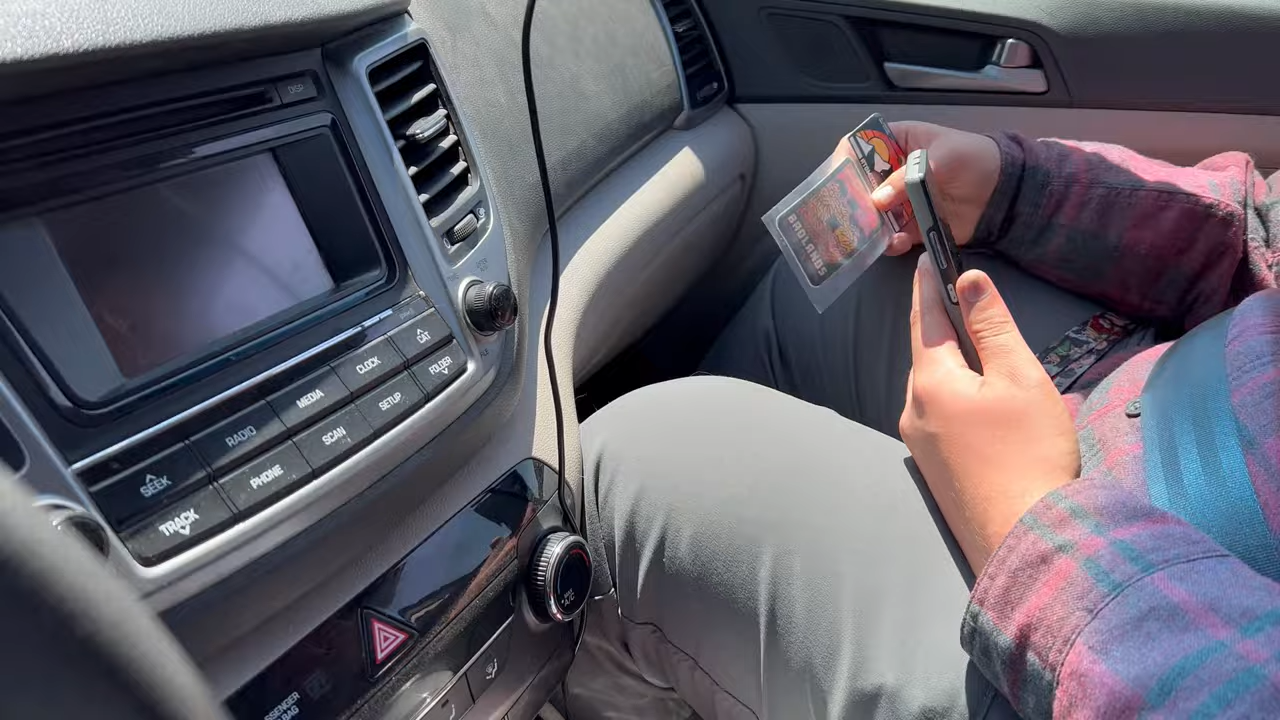 DISP
CAT
CLOCK
FOLDER
MEDIA
SETUP
RADIO
SCAN
SEEK
PHONE
TRACK
BADLANDS
A/C